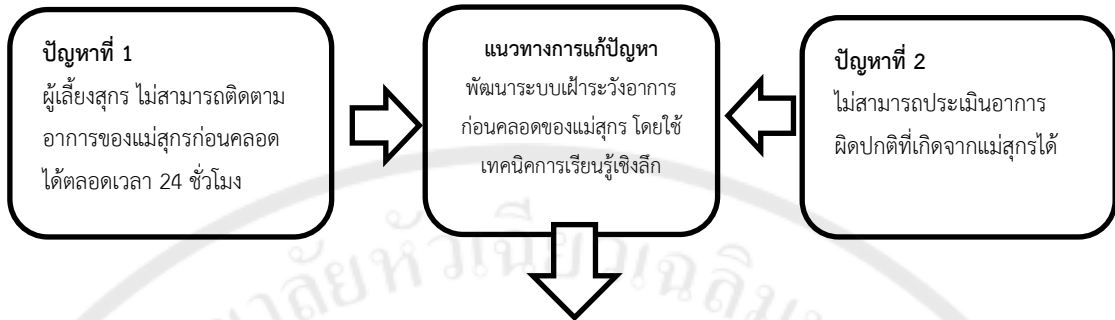 ปัญหาที่ 1
ผู้เลี้ยงสุกร ไม่สามารถติดตาม
อาการของแม่สุกรก่อนคลอด
ได้ตลอดเวลา 24 ชั่วโมง
แนวทางการแก้ปัญหา
พัฒนาระบบเฝ้าระวังอาการ
ก่อนคลอดของแม่สุกร โดยใช้
เทคนิคการเรียนรู้เชิงลึก
ปัญหาที่ 2
ไม่สามารถประเมินอาการ
ผิดปกติที่เกิดจากแม่สุกรได้